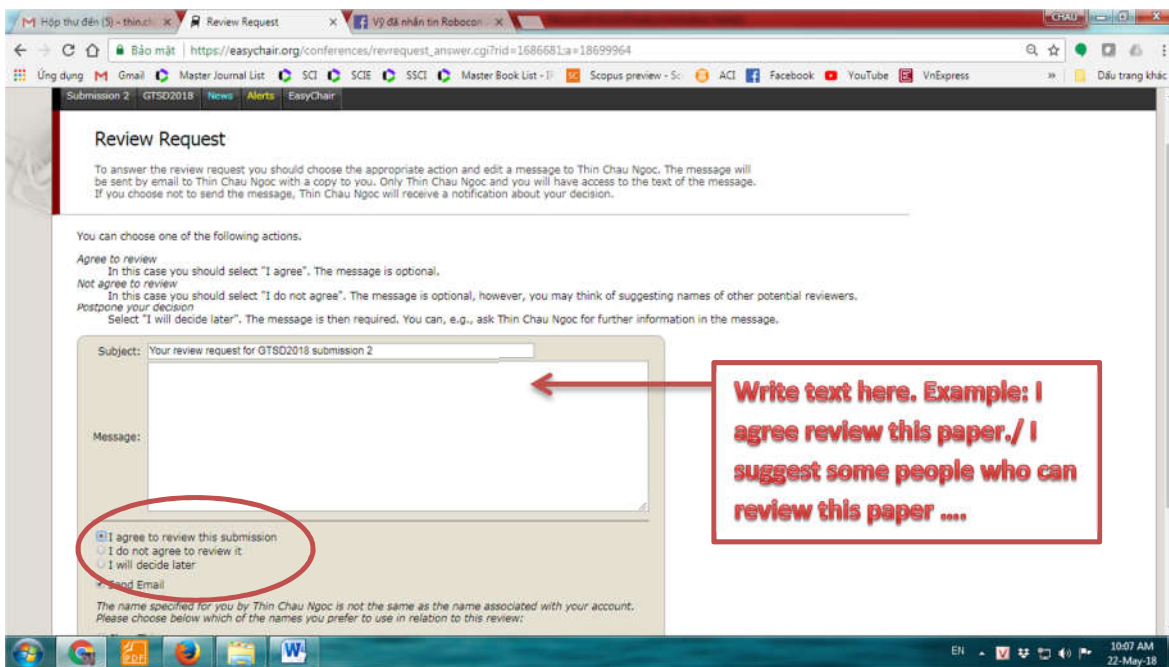 Hộp thư đến (5) - thin.ch
Review Request
Vỹ đã nhắn tin Robocon
CHAU
Bảo mật | https://easychair.org/conferences/revrequest_answer.cgi?rid=1686681;a=18699964
Ứng dụng Gmail Master Journal List SCI SCIE SSCI Master Book List - Scopus preview - Sc ACI Facebook YouTube VnExpress » Dấu trang khác
Submission 2 GTSD2018 News Alerts EasyChair
Review Request
To answer the review request you should choose the appropriate action and edit a message to Thin Chau Ngoc. The message will
be sent by email to Thin Chau Ngoc with a copy to you. Only Thin Chau Ngoc and you will have access to the text of the message.
If you choose not to send the message, Thin Chau Ngoc will receive a notification about your decision.
You can choose one of the following actions.
Agree to review
In this case you should select "I agree". The message is optional.
Not agree to review
In this case you should select "I do not agree". The message is optional, however, you may think of suggesting names of other potential reviewers.
Postpone your decision
Select "I will decide later". The message is then required. You can, e.g., ask Thin Chau Ngoc for further information in the message.
Subject: Your review request for GTSD2018 submission 2
Message:
Write text here. Example: I
agree review this paper./ I
suggest some people who can
review this paper ....
I agree to review this submission
I do not agree to review it
I will decide later
Send Email
The name specified for you by Thin Chau Ngoc is not the same as the name associated with your account.
Please choose below which of the names you prefer to use in relation to this review:
PDF
EN
10:07 AM
22-May-18